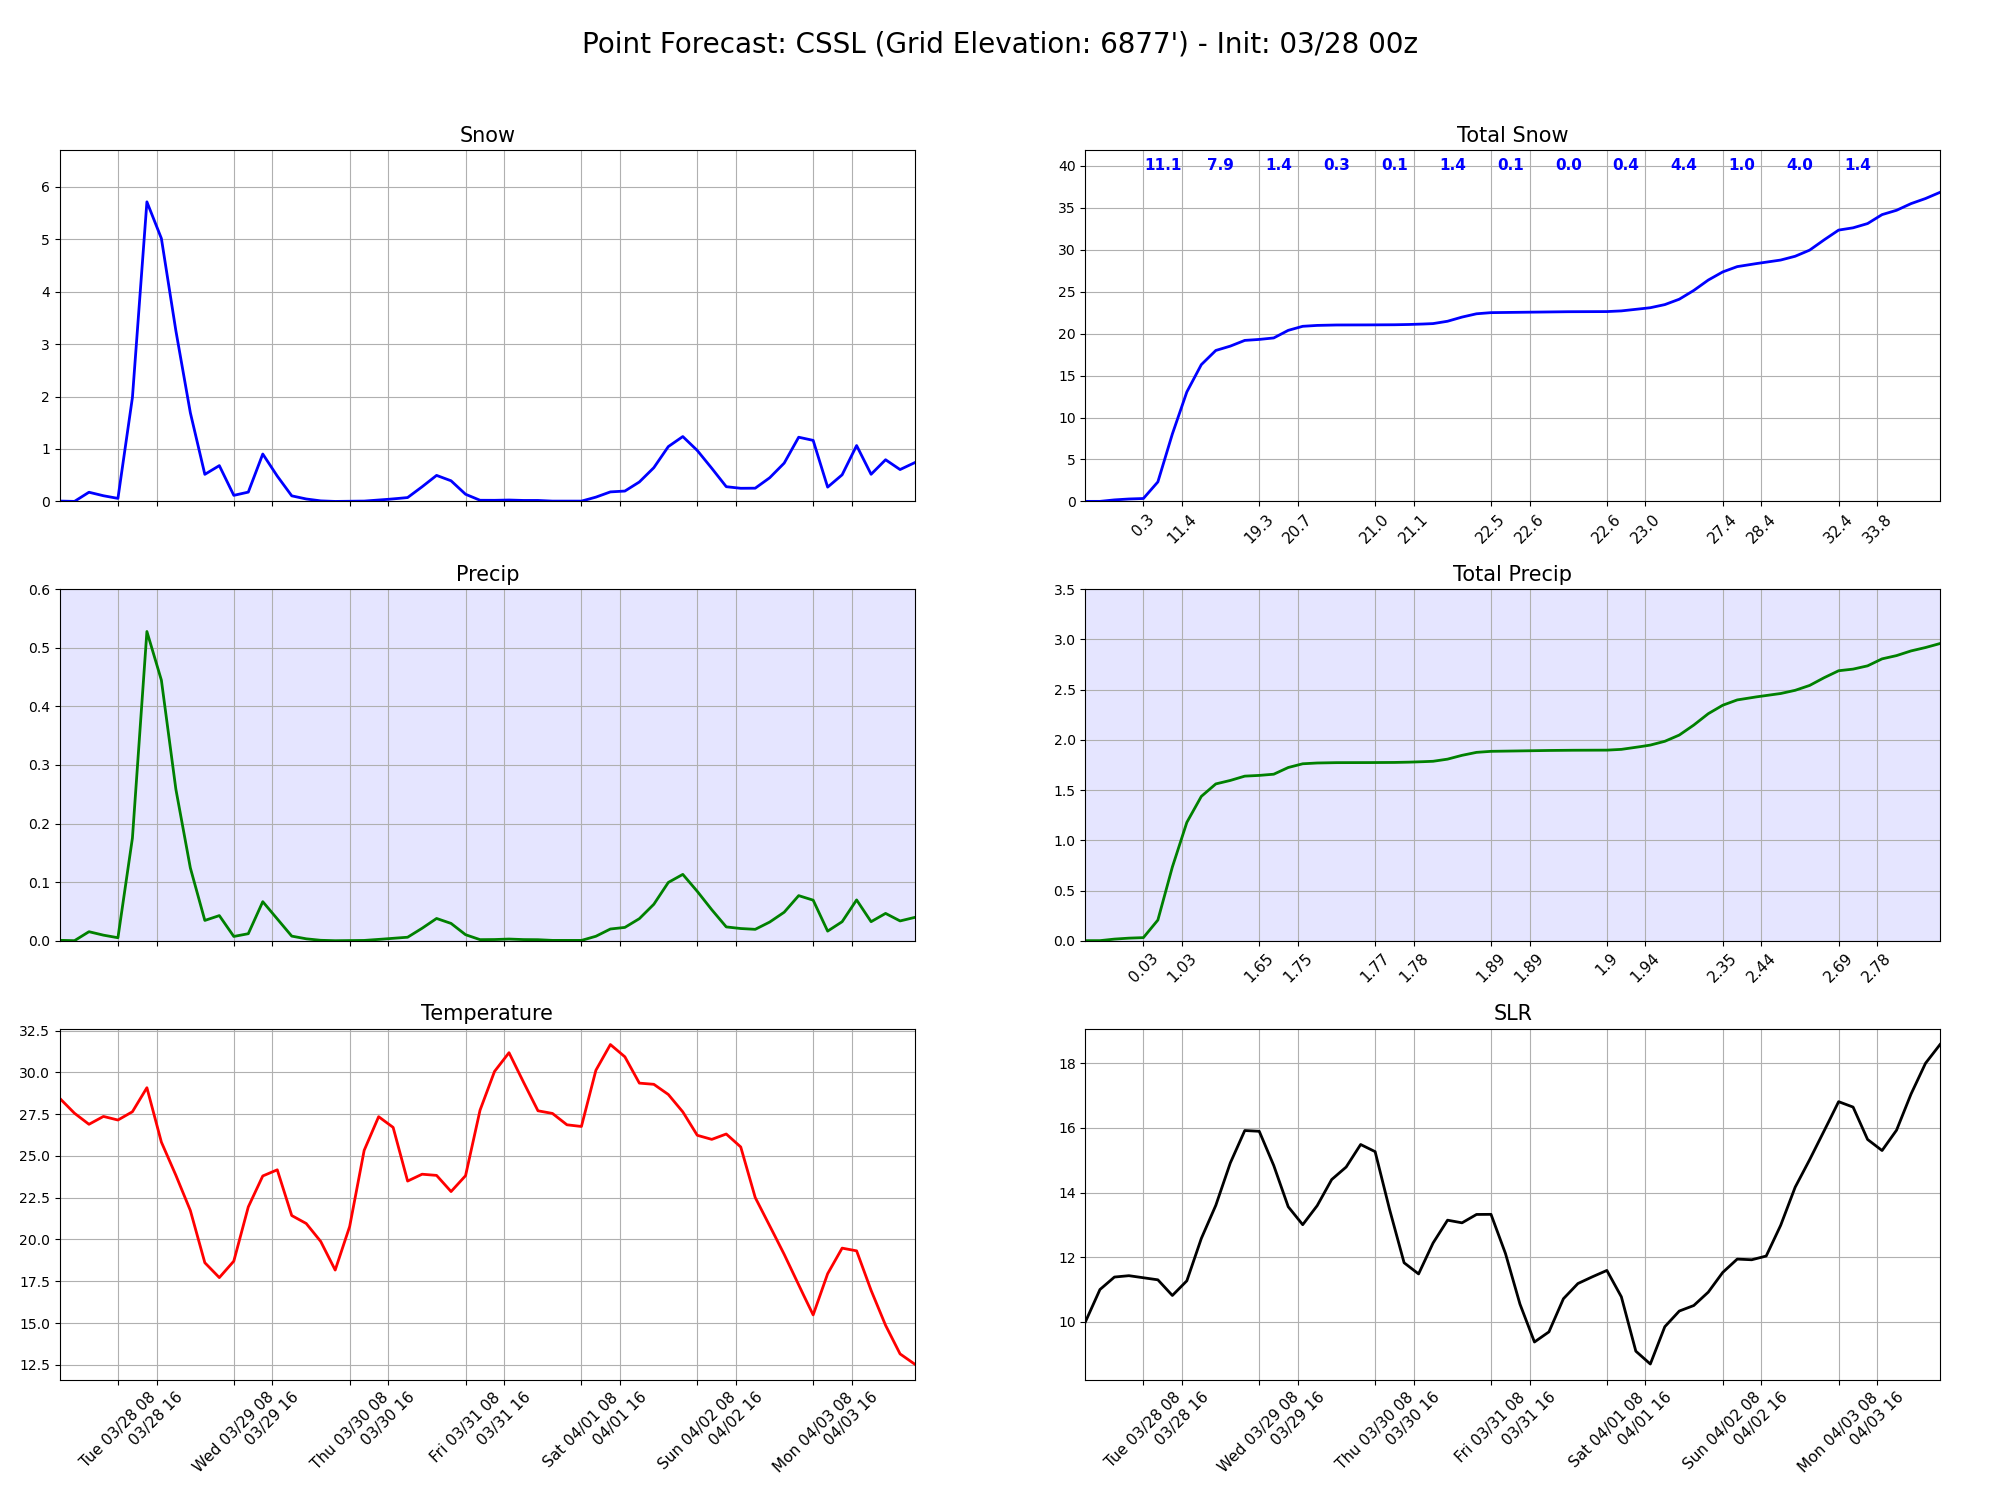 Point Forecast: CSSL (Grid Elevation: 6877') - Init: 03/28 00z
Snow
6
5
4
3
2
1
0
Total Snow
11.1 7.9 1.4 0.3 0.1 1.4 0.1 0.0 0.4 4.4 1.0 4.0 1.4
40
35
30
25
20
15
10
5
0
0.3 11.4 19.3 20.7 21.0 21.1 22.5 22.6 22.6 23.0 27.4 28.4 32.4 33.8
Precip
0.6
0.5
0.4
0.3
0.2
0.1
0.0
Total Precip
3.5
3.0
2.5
2.0
1.5
1.0
0.5
0.0
0.03 1.03 1.65 1.75 1.77 1.78 1.89 1.89 1.9 1.94 2.35 2.44 2.69 2.78
Temperature
32.5
30.0
27.5
25.0
22.5
20.0
17.5
15.0
12.5
Tue 03/28 08
03/28 16
Wed 03/29 08
03/29 16
Thu 03/30 08
03/30 16
Fri 03/31 08
03/31 16
Sat 04/01 08
04/01 16
Sun 04/02 08
04/02 16
Mon 04/03 08
04/03 16
SLR
18
16
14
12
10
Tue 03/28 08
03/28 16
Wed 03/29 08
03/29 16
Thu 03/30 08
03/30 16
Fri 03/31 08
03/31 16
Sat 04/01 08
04/01 16
Sun 04/02 08
04/02 16
Mon 04/03 08
04/03 16